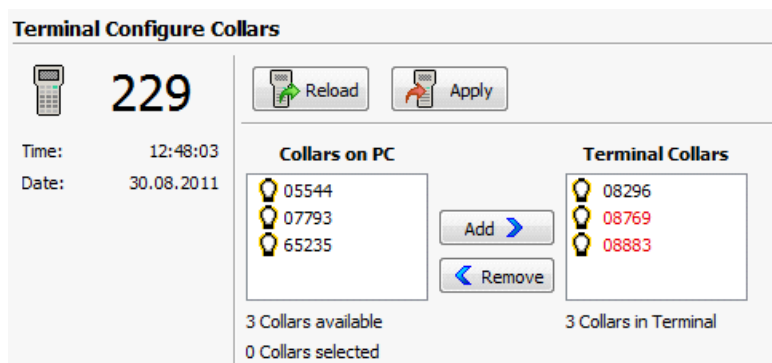 Terminal Configure Collars
229
Reload
Apply
Time: 12:48:03
Date: 30.08.2011
Collars on PC
05544
07793
65235
3 Collars available
0 Collars selected
Add
Remove
Terminal Collars
08296
08769
08883
3 Collars in Terminal